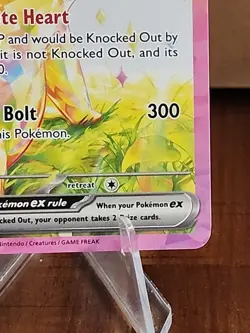 te Heart
P and would be Knocked Out by
it is not Knocked Out, and its
0.
Bolt 300
his Pokémon.
retreat
okémon ex rule When your Pokémon ex
cked Out, your opponent takes 2 Prize cards.
Nintendo / Creatures / GAME FREAK